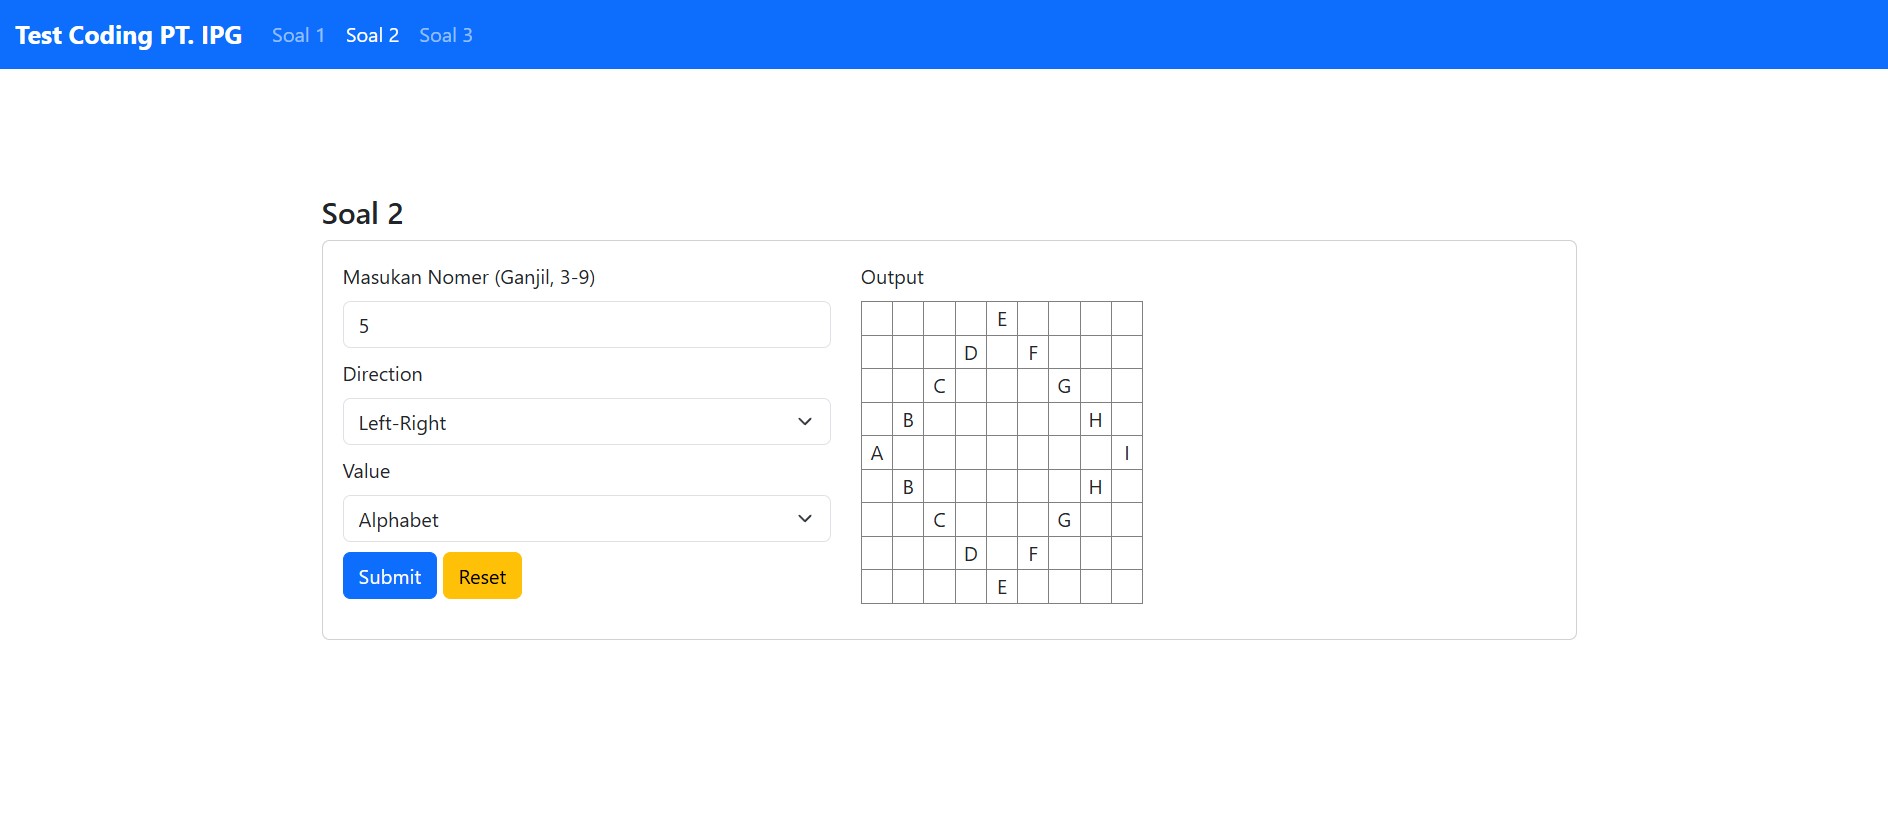 Test Coding PT. IPG Soal 1 Soal 2 Soal 3
Soal 2
Masukan Nomer (Ganjil, 3-9)
5
Direction
Left-Right
Value
Alphabet
Submit Reset
Output
E
D F
C G
B H
A I
B H
C G
D F
E